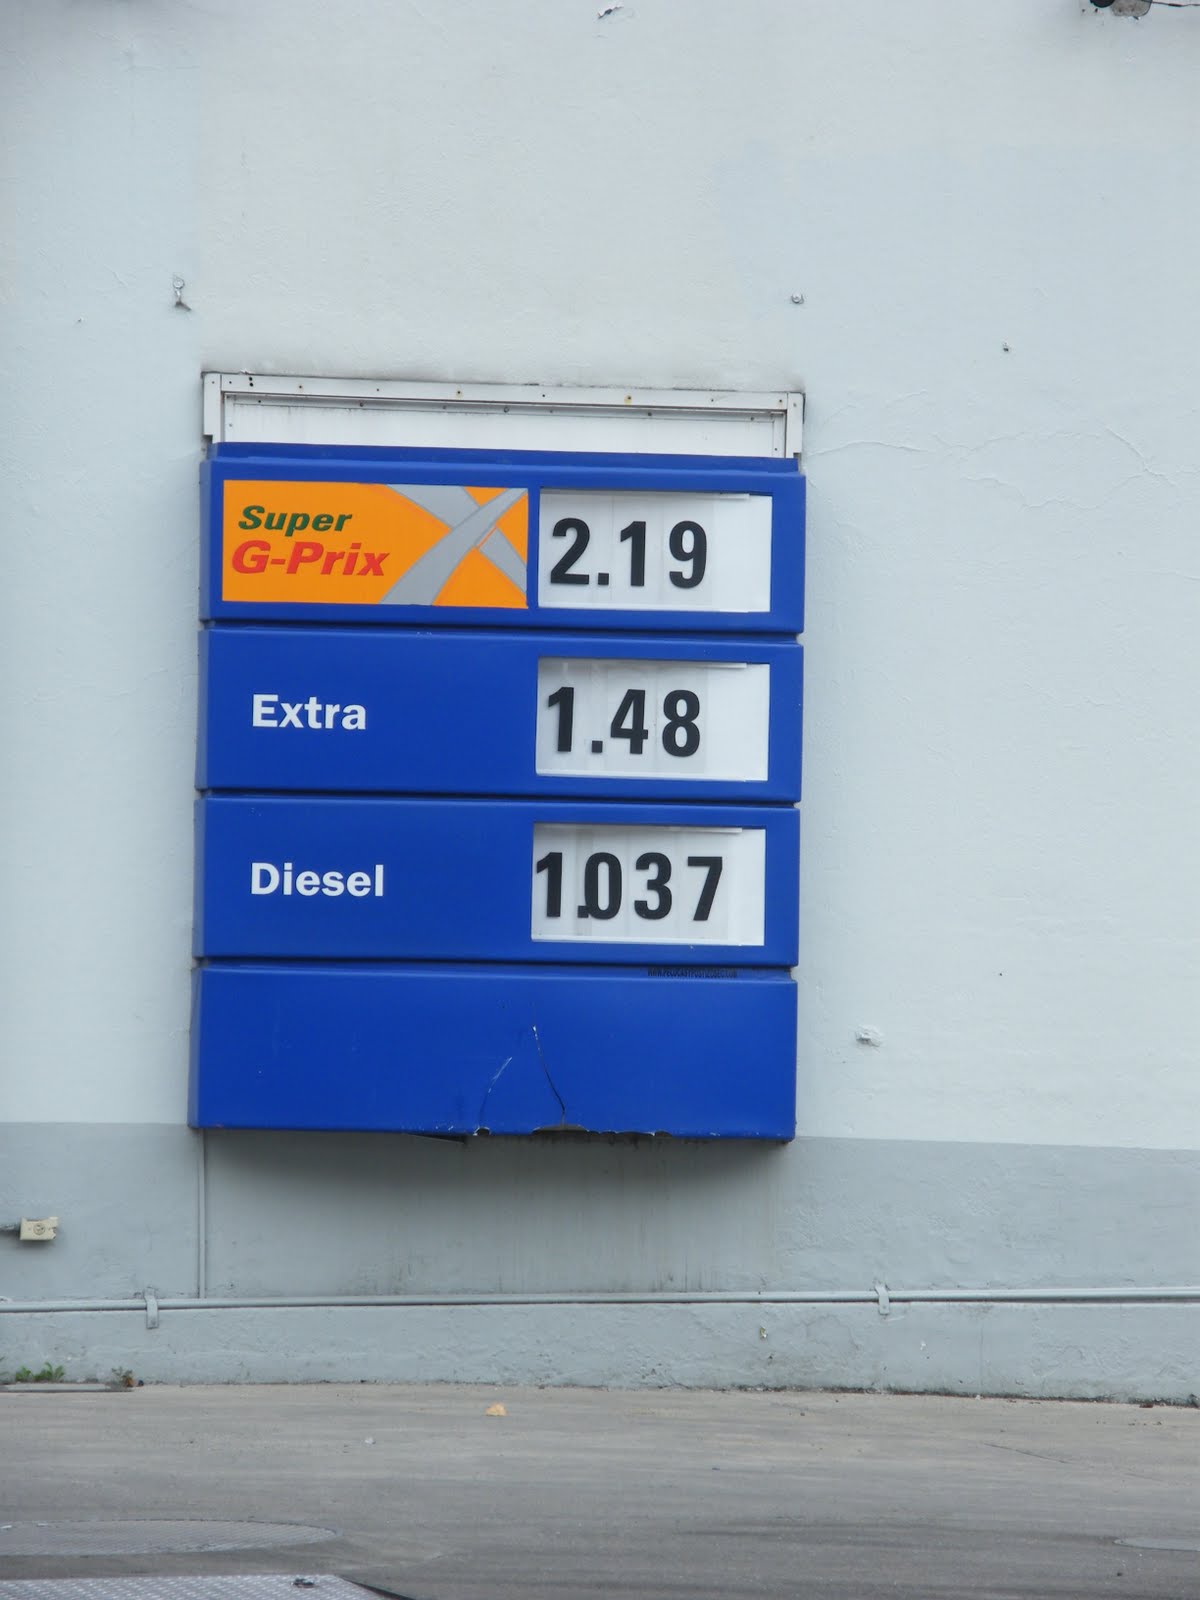 Super
G-Prix
2.19
Extra
1.48
Diesel
1.037